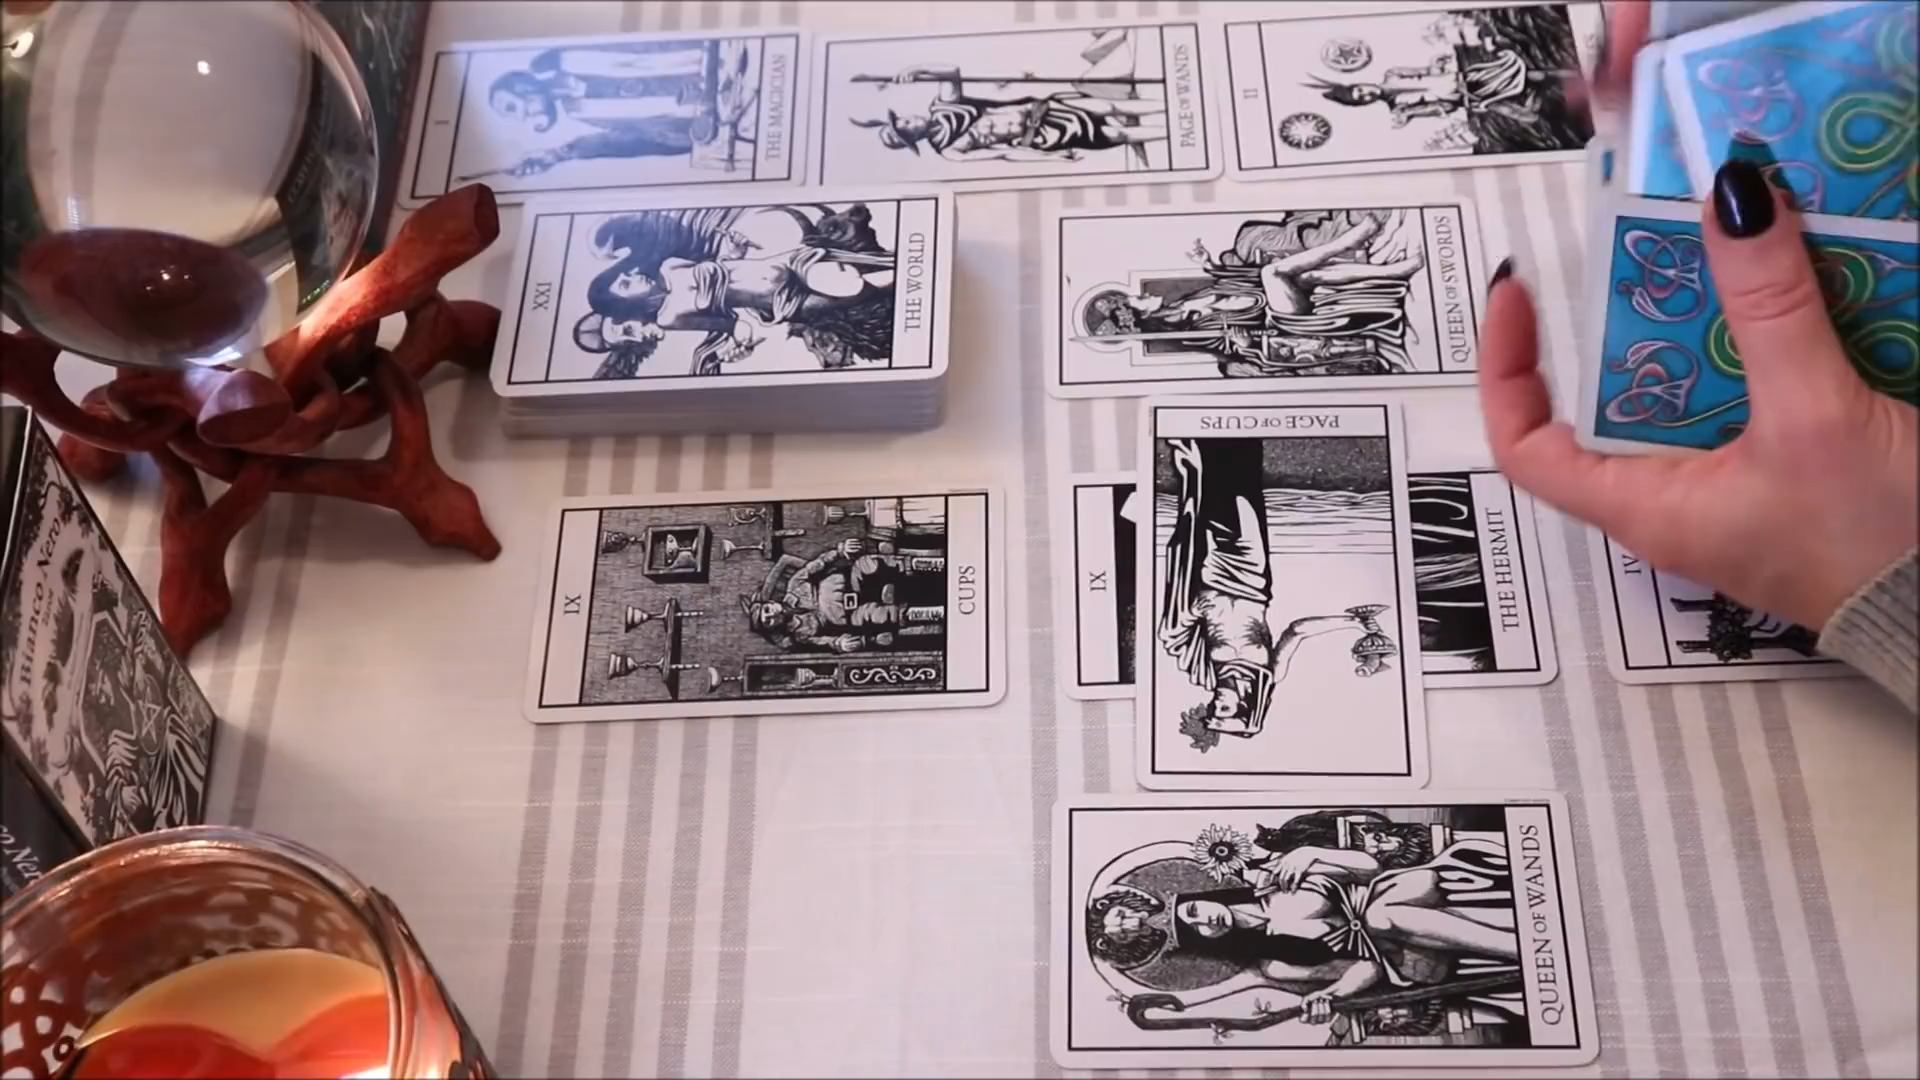 I
THE MAGICIAN
PAGE OF WANDS
II
XXI
THE WORLD
QUEEN OF SWORDS
PAGE OF CUPS
IX
CUPS
IX
THE HERMIT
IV
QUEEN OF WANDS
Bianco Nero